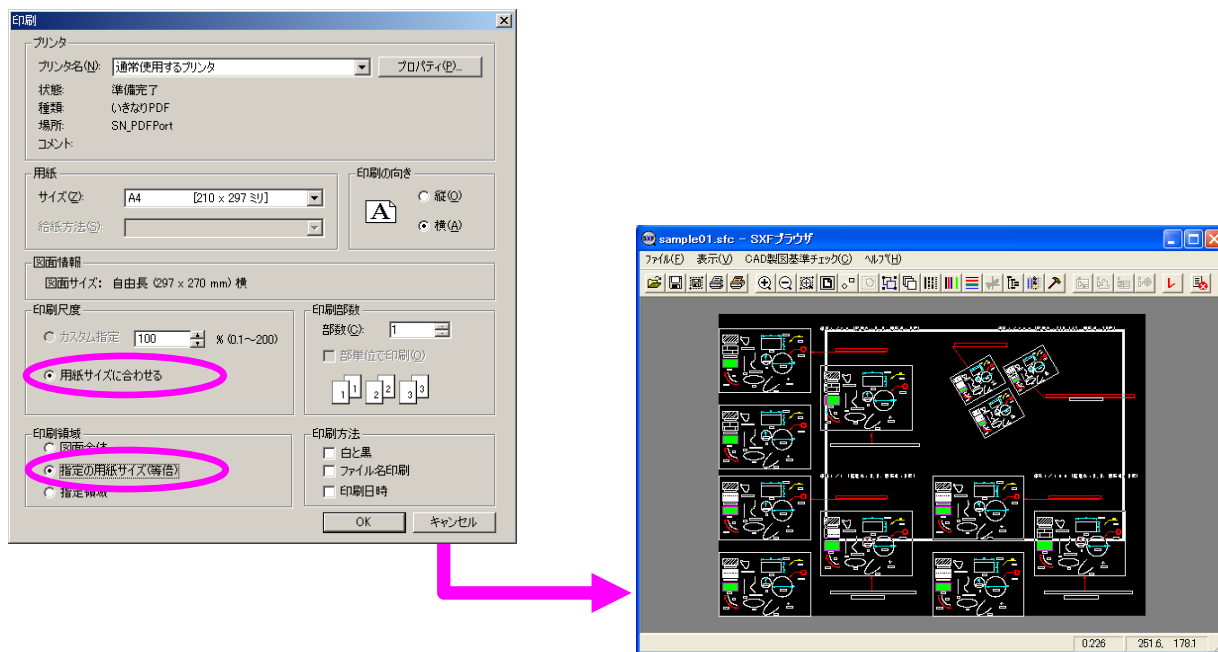 印刷
プリンタ
プリンタ名(N): 通常使用するプリンタ プロパティ(P)...
状態: 準備完了
種類: いきなりPDF
場所: SN_PDFPort
コメント:
用紙
サイズ(Z): A4 [210 x 297 ミリ]
給紙方法(S):
印刷の向き
A
縦(O)
横(A)
図面情報
図面サイズ: 自由長 (297 x 270 mm) 横
印刷尺度
カスタム指定 100 % (0.1～200)
用紙サイズに合わせる
印刷部数
部数(C): 1
部単位で印刷(O)
1 1 2 2 3 3
印刷領域
図面全体
指定の用紙サイズ(等倍)
指定領域
印刷方法
白と黒
ファイル名印刷
印刷日時
OK キャンセル
sample01.sfc - SXFブラウザ
ファイル(F) 表示(V) CAD製図基準チェック(C) ヘルプ(H)
0.226 251.6, 178.1